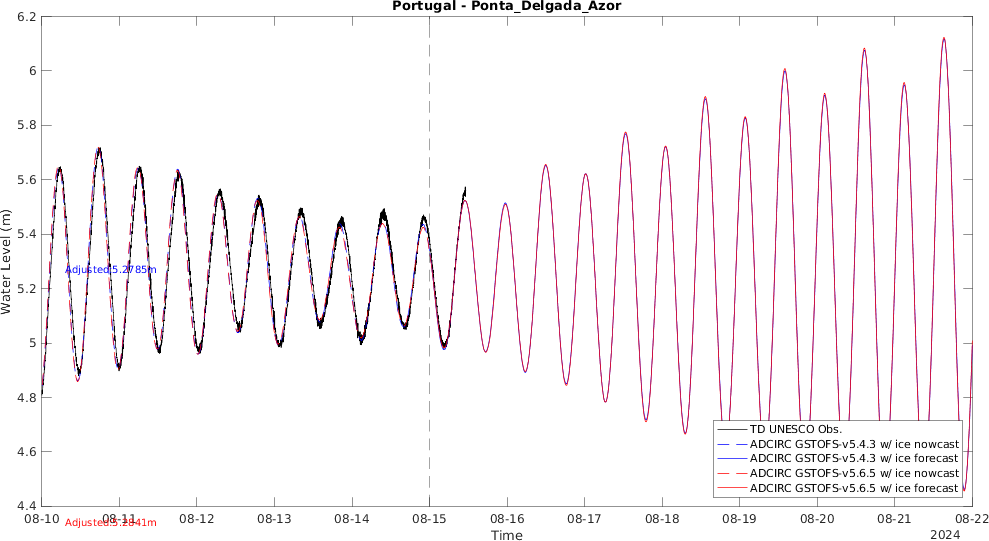 Portugal - Ponta_Delgada_Azor
6.2
6
5.8
5.6
5.4
5.2
5
4.8
4.6
4.4
Water Level (m)
Adjusted:5.2785m
Adjusted:5.2841m
TD UNESCO Obs.
ADCIRC GSTOFS-v5.4.3 w/ ice nowcast
ADCIRC GSTOFS-v5.4.3 w/ ice forecast
ADCIRC GSTOFS-v5.6.5 w/ ice nowcast
ADCIRC GSTOFS-v5.6.5 w/ ice forecast
08-10 08-11 08-12 08-13 08-14 08-15 08-16 08-17 08-18 08-19 08-20 08-21 08-22
Time
2024